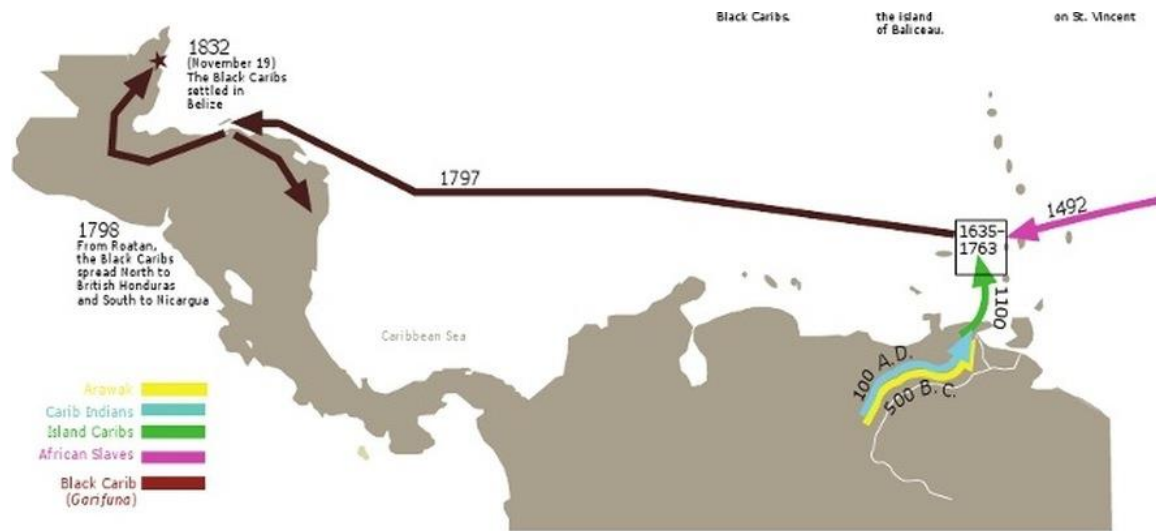 Black Caribs.
the island
of Baliceau.
on St. Vincent
1832
(November 19)
The Black Caribs
settled in
Belize
1797
1492
1635-
1763
1798
From Roatan,
the Black Caribs
spread North to
British Honduras
and South to Nicargua
1100
Caribbean Sea
100 A.D.
500 B.C.
Arawak
Carib Indians
Island Caribs
African Slaves
Black Carib
(Garifuna)